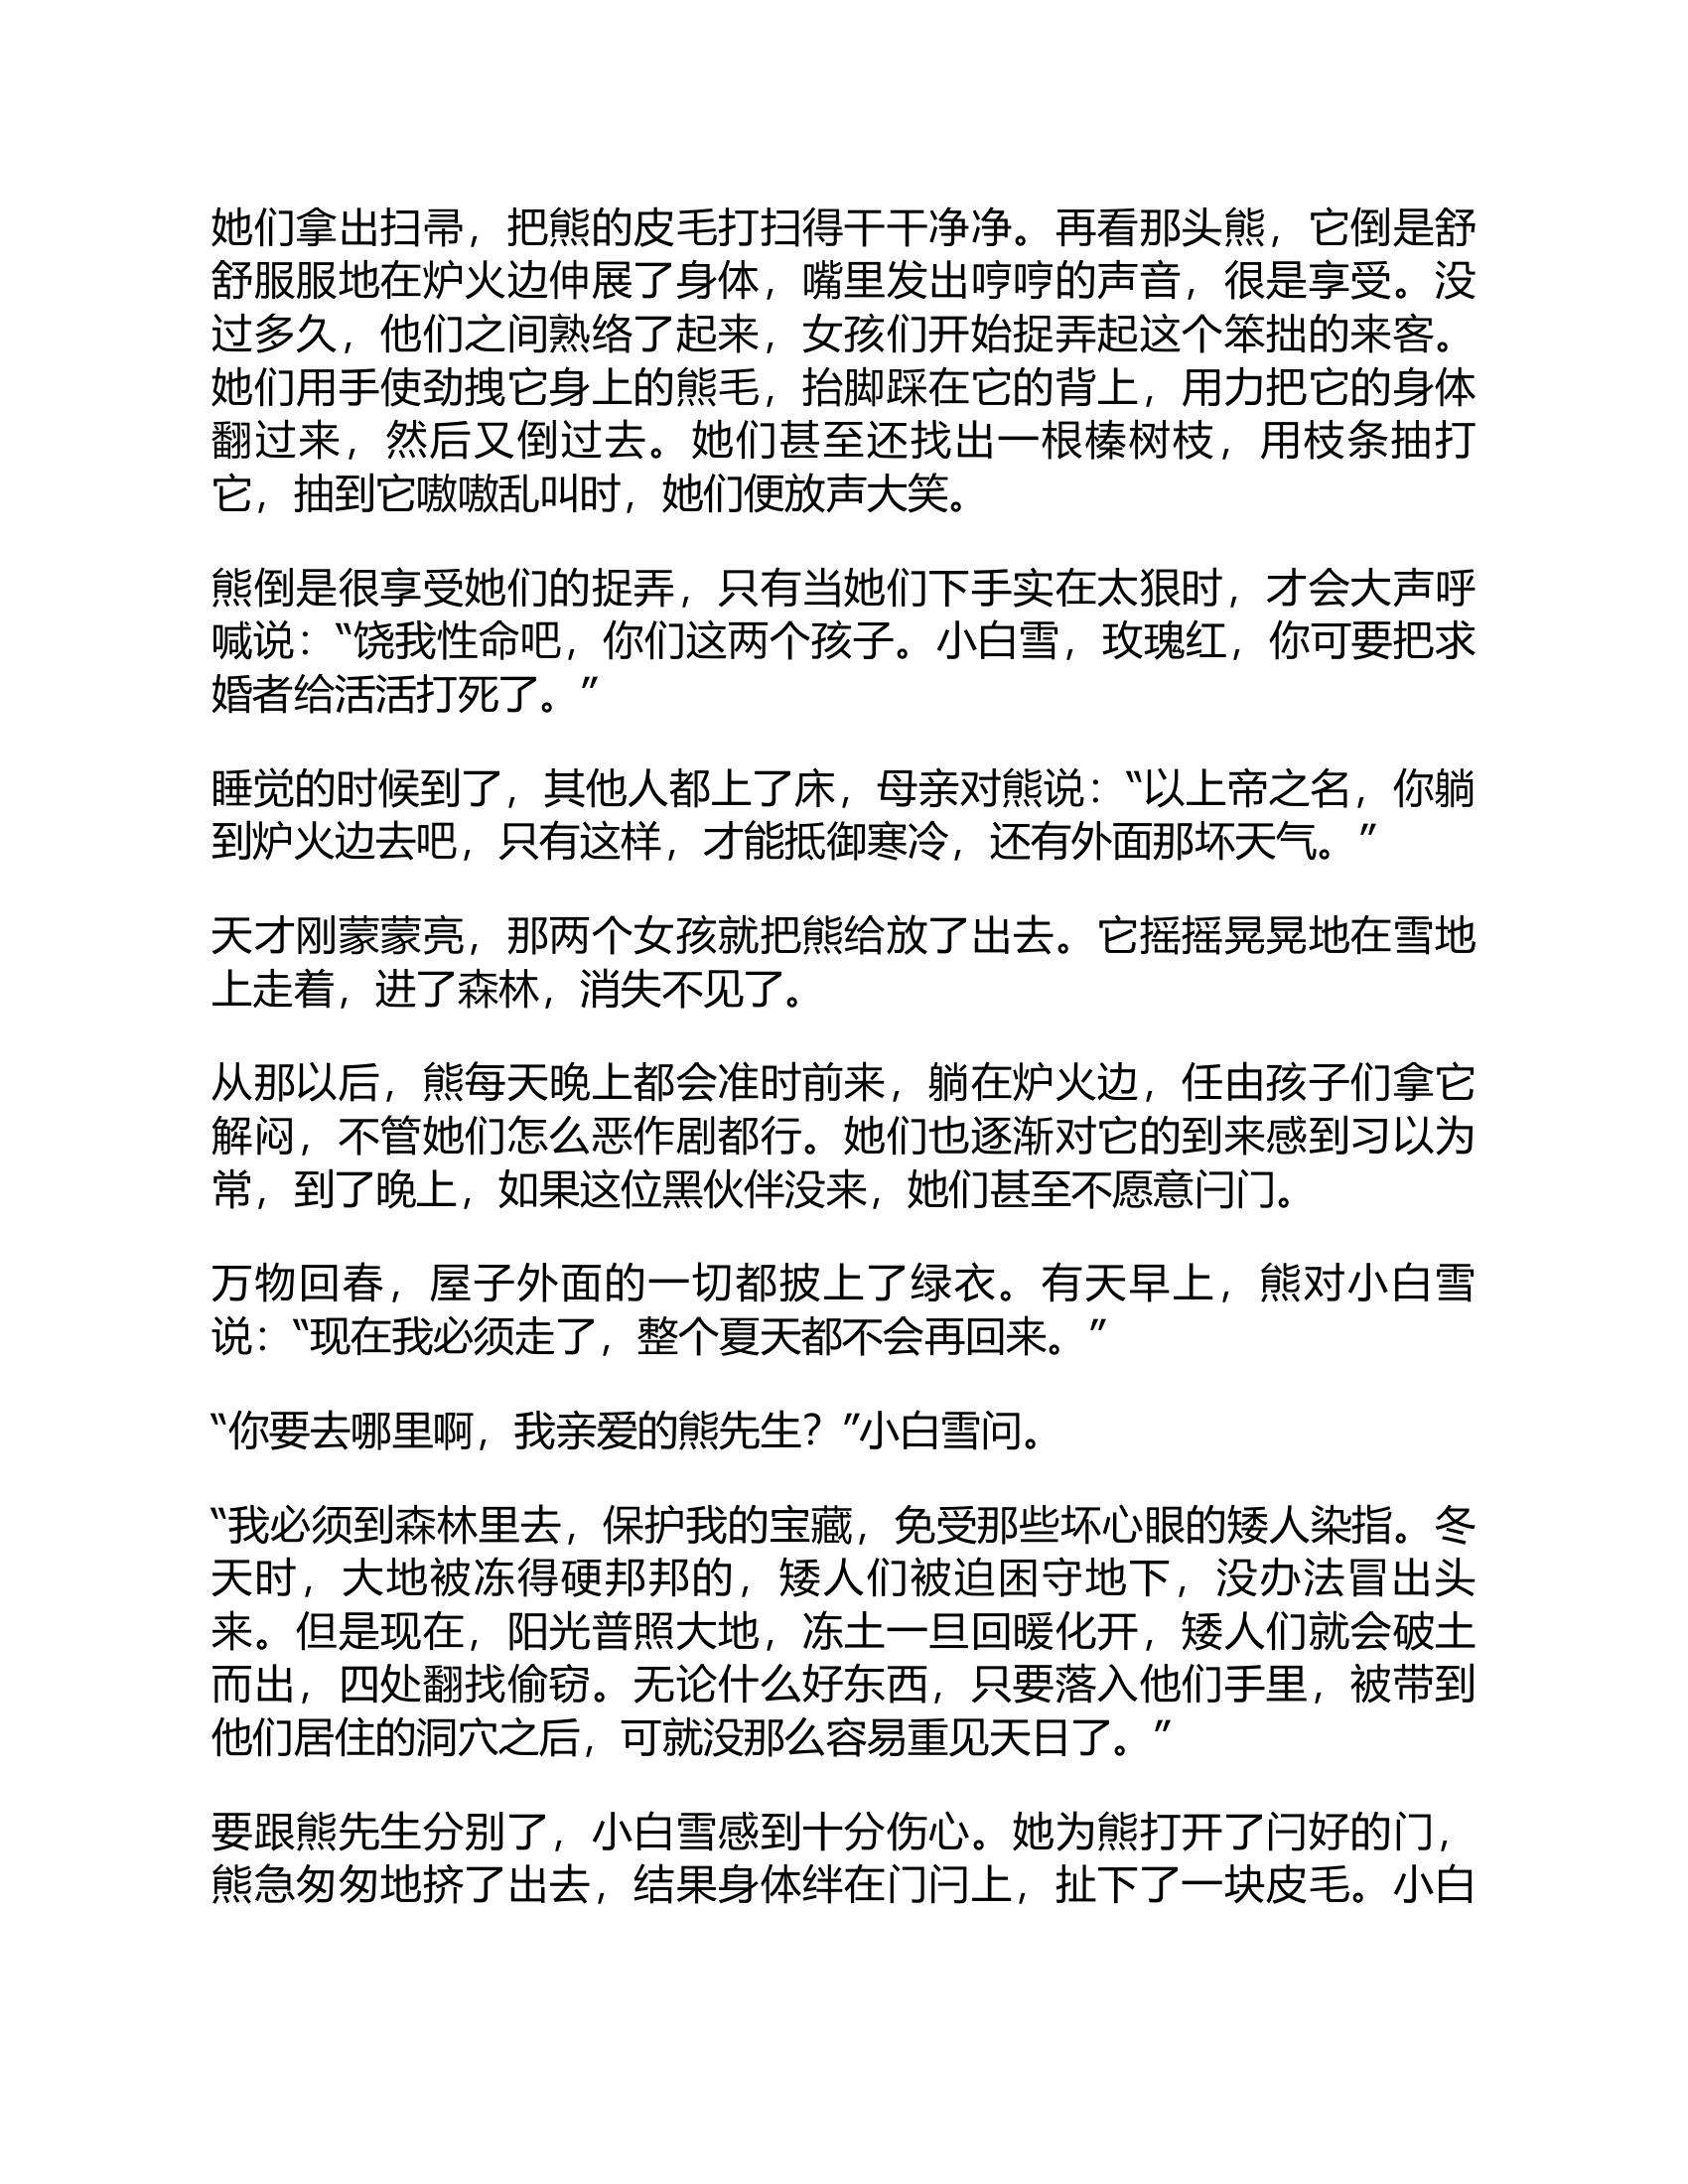 她们拿出扫帚，把熊的皮毛打扫得干干净净。再看那头熊，它倒是舒
舒服服地在炉火边伸展了身体，嘴里发出哼哼的声音，很是享受。没
过多久，他们之间熟络了起来，女孩们开始捉弄起这个笨拙的来客。
她们用手使劲拽它身上的熊毛，抬脚踩在它的背上，用力把它的身体
翻过来，然后又倒过去。她们甚至还找出一根榛树枝，用枝条抽打
它，抽到它嗷嗷乱叫时，她们便放声大笑。
熊倒是很享受她们的捉弄，只有当她们下手实在太狠时，才会大声呼
喊说：“饶我性命吧，你们这两个孩子。小白雪，玫瑰红，你可要把求
婚者给活活打死了。”
睡觉的时候到了，其他人都上了床，母亲对熊说：“以上帝之名，你躺
到炉火边去吧，只有这样，才能抵御寒冷，还有外面那坏天气。”
天才刚蒙蒙亮，那两个女孩就把熊给放了出去。它摇摇晃晃地在雪地
上走着，进了森林，消失不见了。
从那以后，熊每天晚上都会准时前来，躺在炉火边，任由孩子们拿它
解闷，不管她们怎么恶作剧都行。她们也逐渐对它的到来感到习以为
常，到了晚上，如果这位黑伙伴没来，她们甚至不愿意闩门。
万物回春，屋子外面的一切都披上了绿衣。有天早上，熊对小白雪
说：“现在我必须走了，整个夏天都不会再回来。”
“你要去哪里啊，我亲爱的熊先生？”小白雪问。
“我必须到森林里去，保护我的宝藏，免受那些坏心眼的矮人染指。冬
天时，大地被冻得硬邦邦的，矮人们被迫困守地下，没办法冒出头
来。但是现在，阳光普照大地，冻土一旦回暖化开，矮人们就会破土
而出，四处翻找偷窃。无论什么好东西，只要落入他们手里，被带到
他们居住的洞穴之后，可就没那么容易重见天日了。”
要跟熊先生分别了，小白雪感到十分伤心。她为熊打开了闩好的门，
熊急匆匆地挤了出去，结果身体绊在门闩上，扯下了一块皮毛。小白